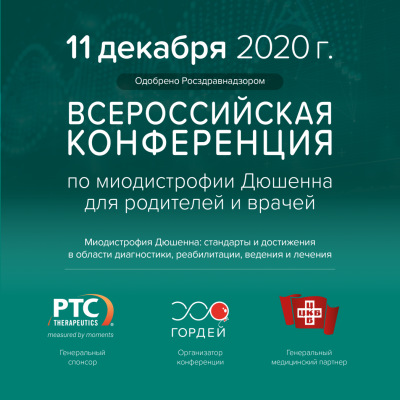 11 декабря 2020 г.
Одобрено Росздравнадзором
ВСЕРОССИЙСКАЯ
КОНФЕРЕНЦИЯ
по миодистрофии Дюшенна
для родителей и врачей
Миодистрофия Дюшенна: стандарты и достижения
в области диагностики, реабилитации, ведения и лечения
PTC
THERAPEUTICS
®
measured by moments
Генеральный
спонсор
ГОРДЕЙ
Организатор
конференции
ЦКБ
Генеральный
медицинский партнер